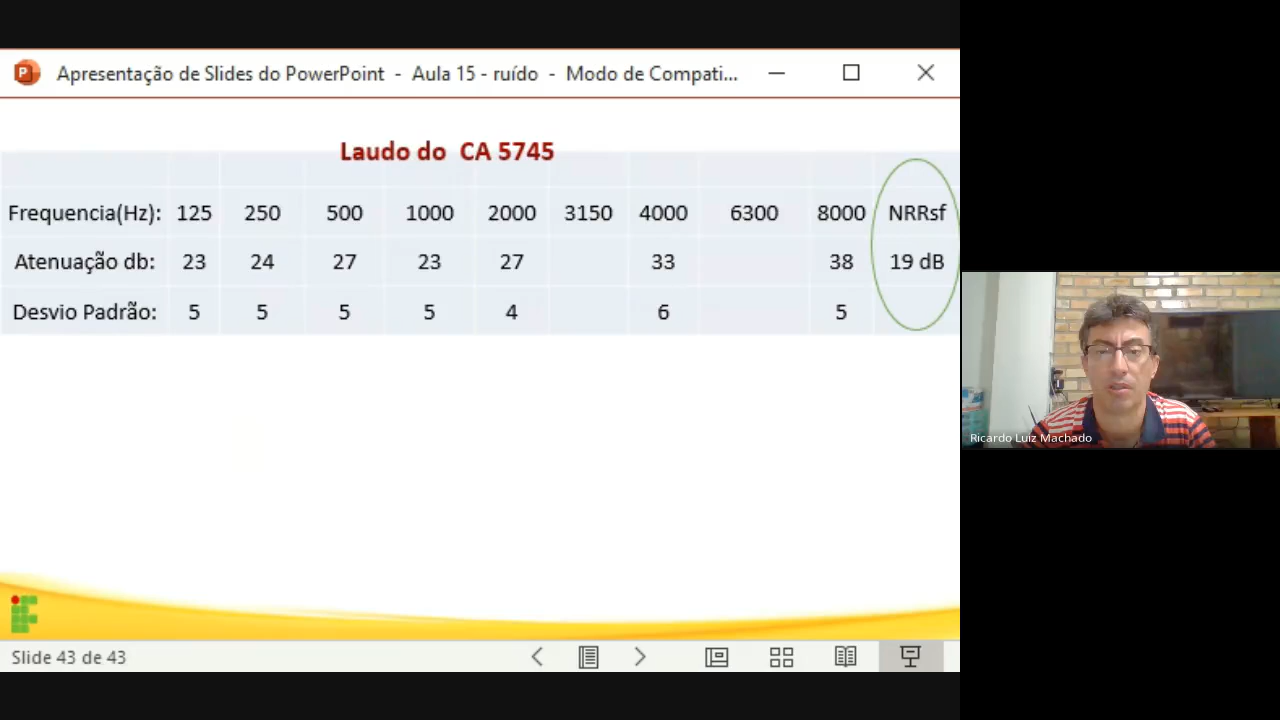 Apresentação de Slides do PowerPoint - Aula 15 - ruído - Modo de Compati...
Laudo do CA 5745
Frequencia(Hz): 125 250 500 1000 2000 3150 4000 6300 8000 NRRsf
Atenuação db: 23 24 27 23 27 33 38 19 dB
Desvio Padrão: 5 5 5 5 4 6 5
Ricardo Luiz Machado
Slide 43 de 43